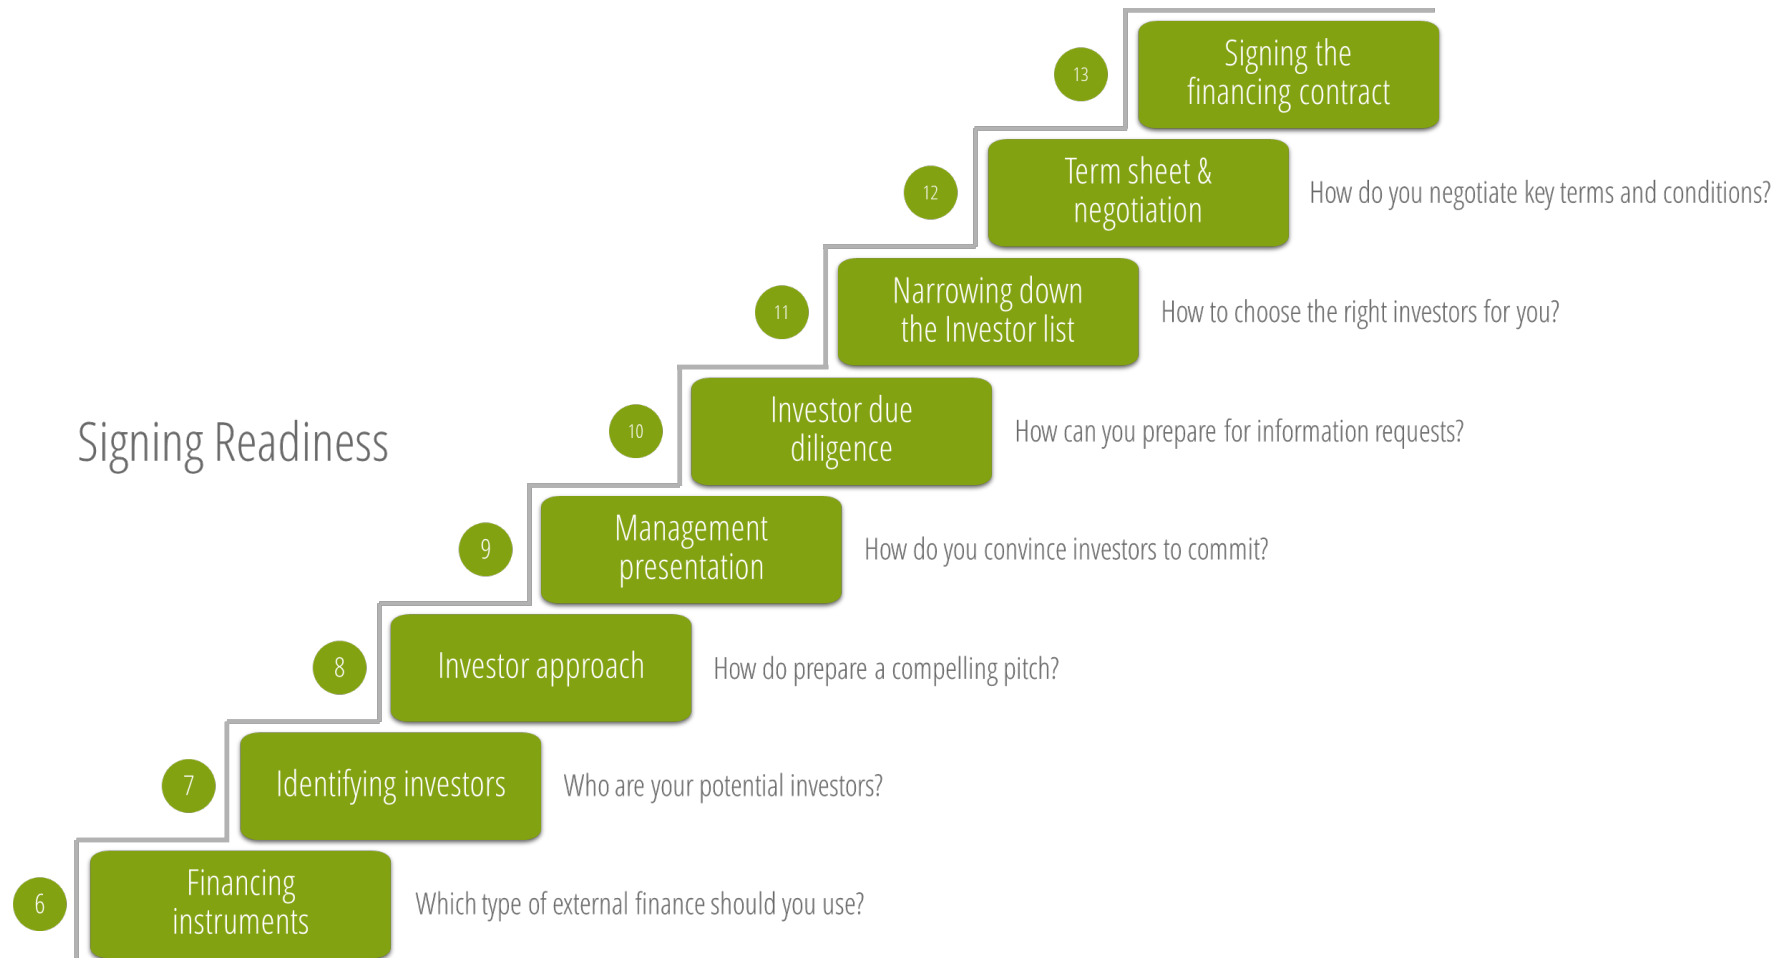 13
Signing the
financing contract
12
Term sheet &
negotiation
How do you negotiate key terms and conditions?
11
Narrowing down
the Investor list
How to choose the right investors for you?
Signing Readiness
10
Investor due
diligence
How can you prepare for information requests?
9
Management
presentation
How do you convince investors to commit?
8
Investor approach
How do prepare a compelling pitch?
7
Identifying investors
Who are your potential investors?
6
Financing
instruments
Which type of external finance should you use?